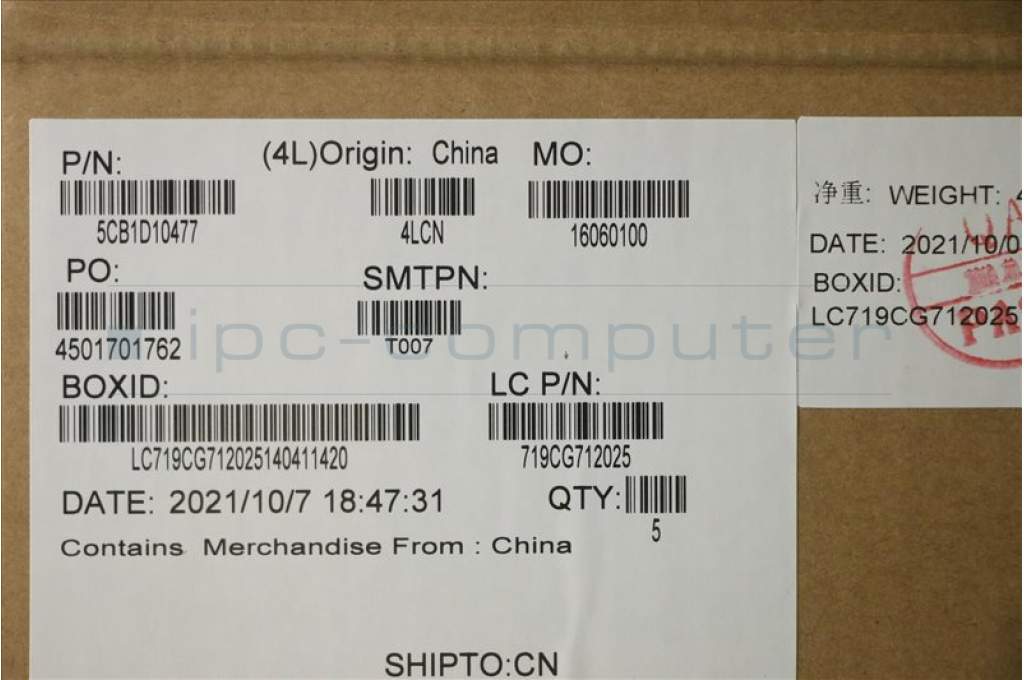 P/N:
(4L)Origin: China
MO:
5CB1D10477
4LCN
16060100
PO:
SMTPN:
4501701762
T007
BOXID:
LC P/N:
LC719CG712025140411420
719CG712025
DATE: 2021/10/7 18:47:31
QTY:
5
Contains Merchandise From : China
SHIPTO:CN
净重: WEIGHT:
DATE: 2021/10/0
BOXID:
LC719CG712025
ipc-computer